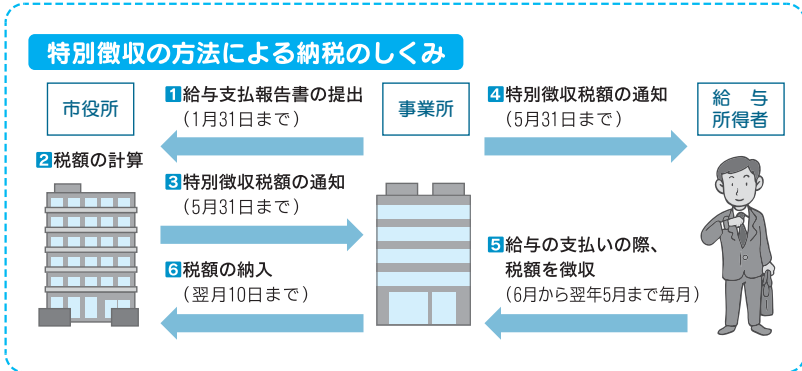 特別徴収の方法による納税のしくみ
市役所
1 給与支払報告書の提出
(1月31日まで)
事業所
4 特別徴収税額の通知
(5月31日まで)
給与
所得者
2 税額の計算
3 特別徴収税額の通知
(5月31日まで)
5 給与の支払いの際、
税額を徴収
(6月から翌年5月まで毎月)
6 税額の納入
(翌月10日まで)